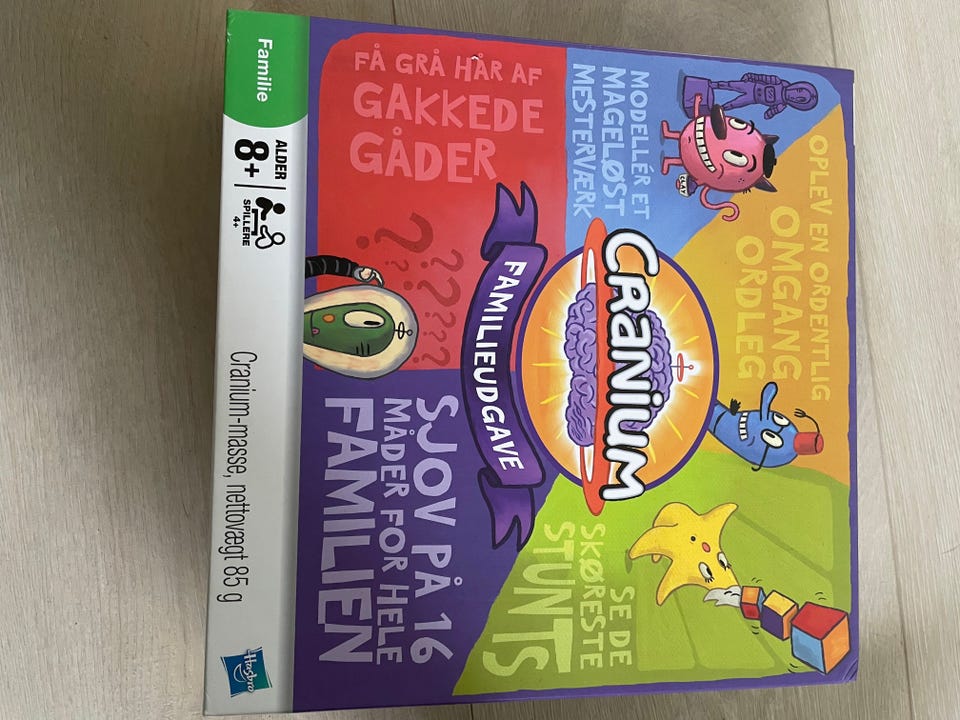 Familie
ALDER
8+
SPILLERE
4+
Cranium-masse, nettovægt 85 g
Hasbro
FÅ GRÅ HÅR AF
GAKKEDE
GÅDER
MODELLÉR ET
MAGELØST
MESTERVÆRK
CLAY
OPLEV EN ORDENTLIG
OMGANG
ORDLEG
CRANIUM
FAMILIEUDGAVE
SJOV PÅ 16
MÅDER FOR HELE
FAMILIEN
SE DE
SKØRESTE
STUNTS